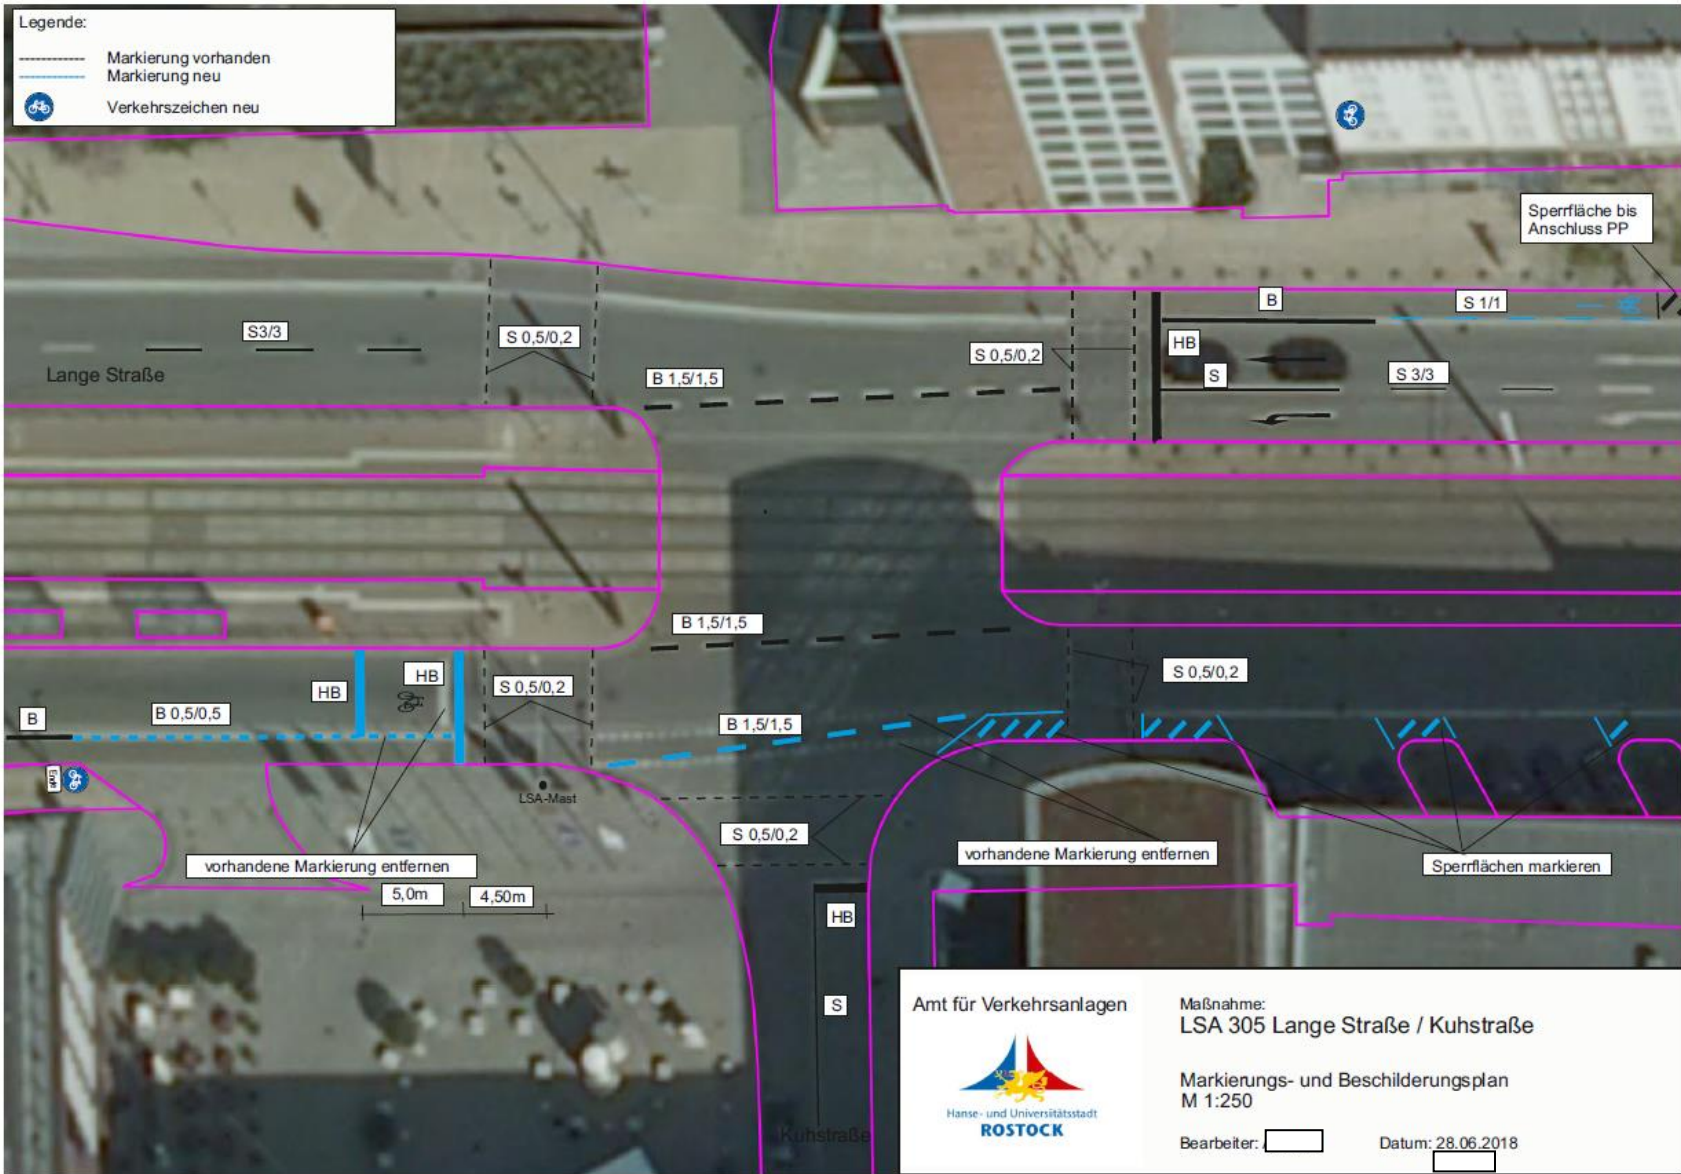 Legende:
Markierung vorhanden
Markierung neu
Verkehrszeichen neu
Sperrfläche bis
Anschluss PP
B
S 1/1
S3/3
S 0,5/0,2
S 0,5/0,2
HB
Lange Straße
B 1,5/1,5
S
S 3/3
B 1,5/1,5
HB
HB
S 0,5/0,2
S 0,5/0,2
B
B 0,5/0,5
B 1,5/1,5
Ende
LSA-Mast
S 0,5/0,2
vorhandene Markierung entfernen
vorhandene Markierung entfernen
Sperrflächen markieren
5,0m
4,50m
HB
S
Kuhstraße
Amt für Verkehrsanlagen
Hanse- und Universitätsstadt
ROSTOCK
Maßnahme:
LSA 305 Lange Straße / Kuhstraße
Markierungs- und Beschilderungsplan
M 1:250
Bearbeiter:
Datum: 28.06.2018